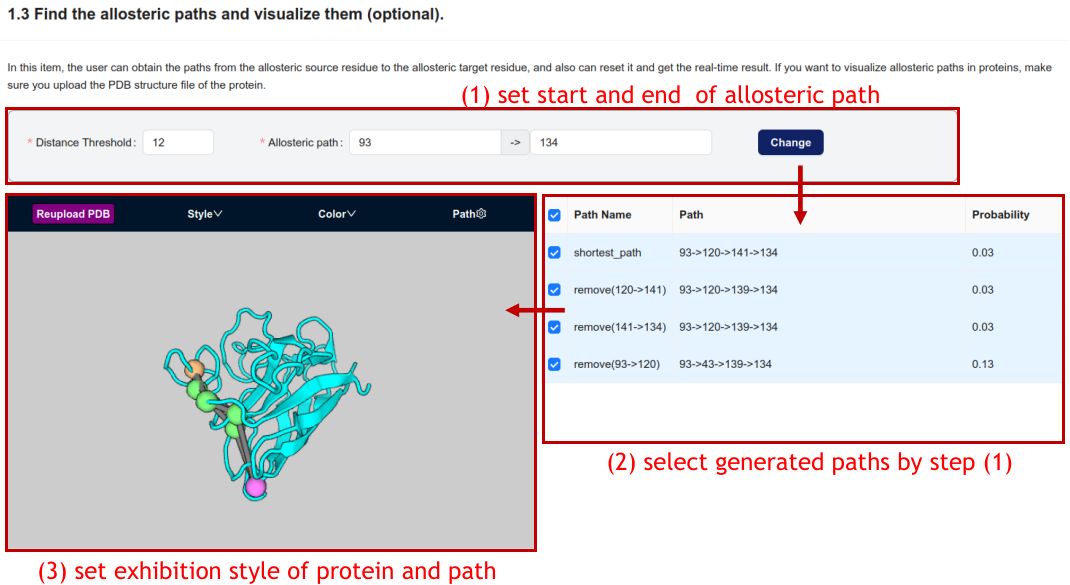 1.3 Find the allosteric paths and visualize them (optional).
In this item, the user can obtain the paths from the allosteric source residue to the allosteric target residue, and also can reset it and get the real-time result. If you want to visualize allosteric paths in proteins, make
sure you upload the PDB structure file of the protein.
(1) set start and end of allosteric path
* Distance Threshold : 12 * Allosteric path : 93 -> 134 Change
Reupload PDB Style Color Path
Path Name Path Probability
shortest_path 93->120->141->134 0.03
remove(120->141) 93->120->139->134 0.03
remove(141->134) 93->120->139->134 0.03
remove(93->120) 93->43->139->134 0.13
(2) select generated paths by step (1)
(3) set exhibition style of protein and path